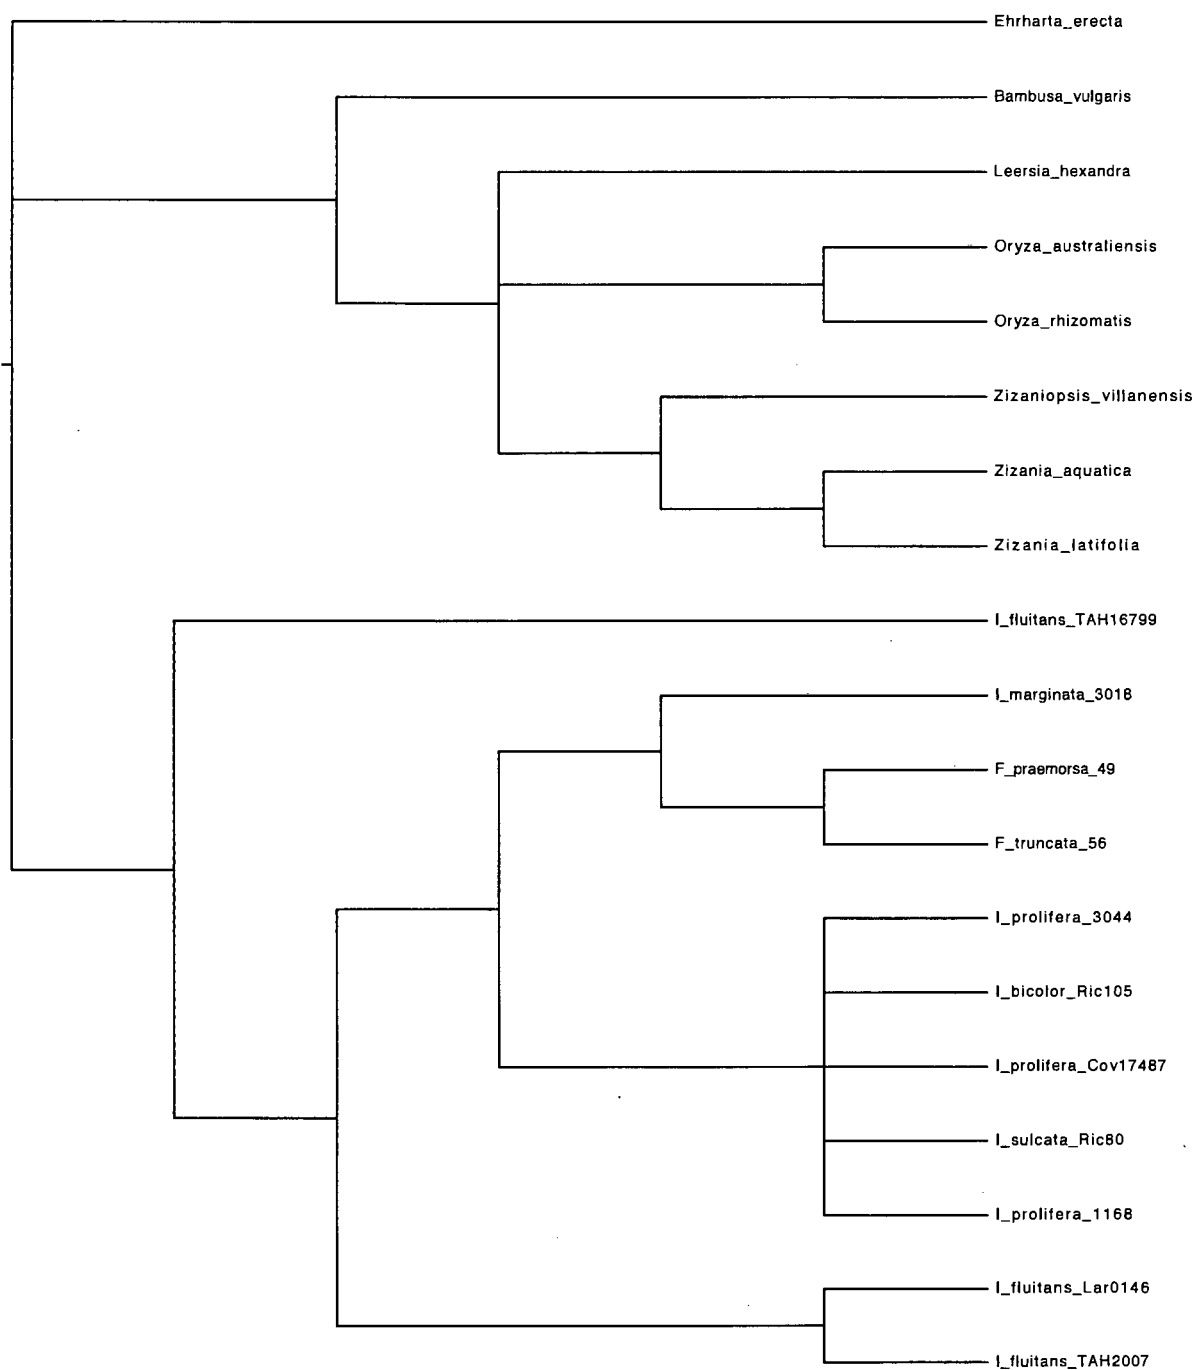 Ehrharta_erecta
Bambusa_vulgaris
Leersia_hexandra
Oryza_australiensis
Oryza_rhizomatis
Zizaniopsis_villanensis
Zizania_aquatica
Zizania_latifolia
I_fluitans_TAH16799
I_marginata_3018
F_praemorsa_49
F_truncata_56
I_prolifera_3044
I_bicolor_Ric105
I_prolifera_Cov17487
I_sulcata_Ric80
I_prolifera_1168
I_fluitans_Lar0146
I_fluitans_TAH2007